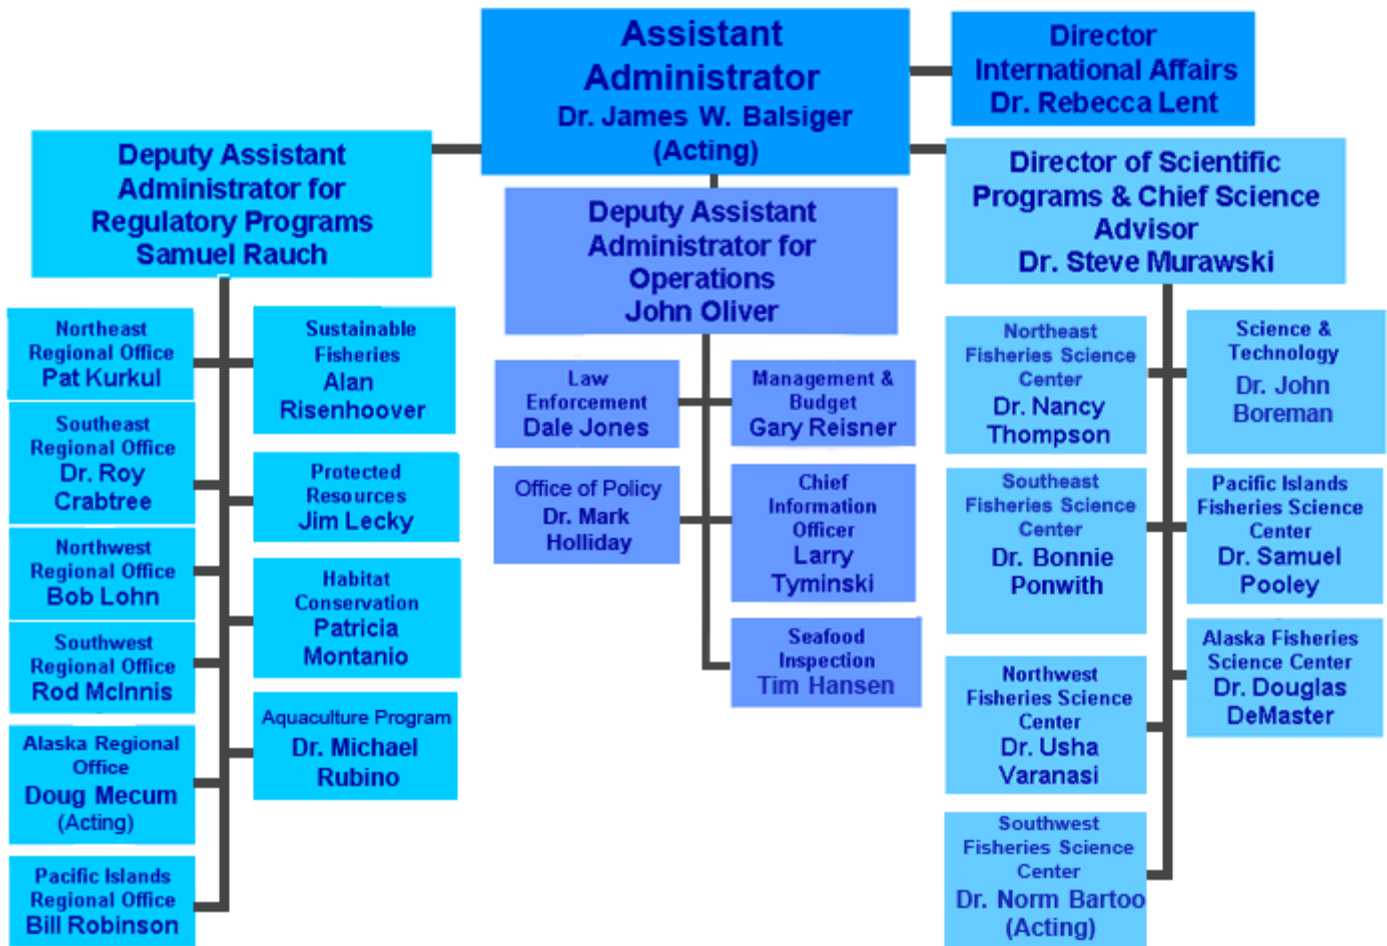 Assistant
Administrator
Dr. James W. Balsiger
(Acting)
Director
International Affairs
Dr. Rebecca Lent
Deputy Assistant
Administrator for
Regulatory Programs
Samuel Rauch
Deputy Assistant
Administrator for
Operations
John Oliver
Director of Scientific
Programs & Chief Science
Advisor
Dr. Steve Murawski
Northeast
Regional Office
Pat Kurkul
Southeast
Regional Office
Dr. Roy
Crabtree
Northwest
Regional Office
Bob Lohn
Southwest
Regional Office
Rod McInnis
Alaska Regional
Office
Doug Mecum
(Acting)
Pacific Islands
Regional Office
Bill Robinson
Sustainable
Fisheries
Alan
Risenhoover
Protected
Resources
Jim Lecky
Habitat
Conservation
Patricia
Montanio
Aquaculture Program
Dr. Michael
Rubino
Law
Enforcement
Dale Jones
Office of Policy
Dr. Mark
Holliday
Management &
Budget
Gary Reisner
Chief
Information
Officer
Larry
Tyminski
Seafood
Inspection
Tim Hansen
Northeast
Fisheries Science
Center
Dr. Nancy
Thompson
Southeast
Fisheries Science
Center
Dr. Bonnie
Ponwith
Northwest
Fisheries Science
Center
Dr. Usha
Varanasi
Southwest
Fisheries Science
Center
Dr. Norm Bartoo
(Acting)
Science &
Technology
Dr. John
Boreman
Pacific Islands
Fisheries Science
Center
Dr. Samuel
Pooley
Alaska Fisheries
Science Center
Dr. Douglas
DeMaster